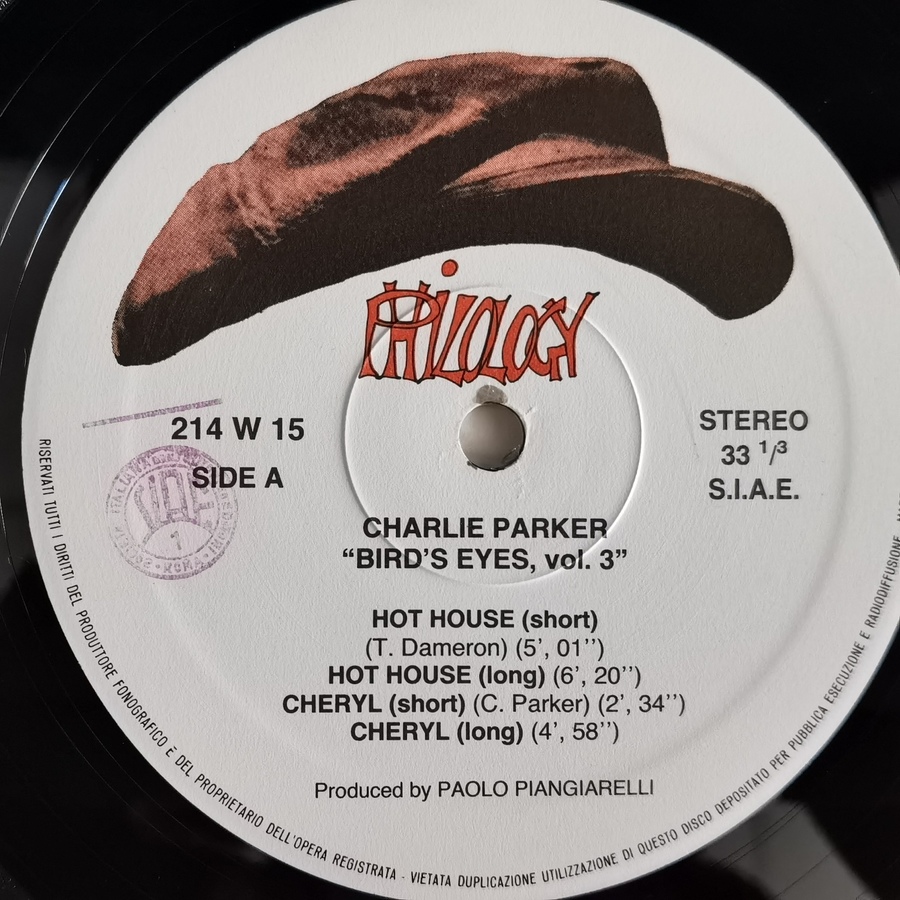 PHILOLOGY
214 W 15
SIDE A
STEREO
33 1/3
S.I.A.E.
CHARLIE PARKER
“BIRD’S EYES, vol. 3”
HOT HOUSE (short)
(T. Dameron) (5’, 01’’)
HOT HOUSE (long) (6’, 20’’)
CHERYL (short) (C. Parker) (2’, 34’’)
CHERYL (long) (4’, 58’’)
Produced by PAOLO PIANGIARELLI
RISERVATI TUTTI I DIRITTI DEL PRODUTTORE FONOGRAFICO E DEL PROPRIETARIO DELL'OPERA REGISTRATA - VIETATA DUPLICAZIONE UTILIZZAZIONE DI QUESTO DISCO DEPOSITATO PER PUBBLICA ESECUZIONE E RADIODIFFUSIONE
SIAE
1
ROMA